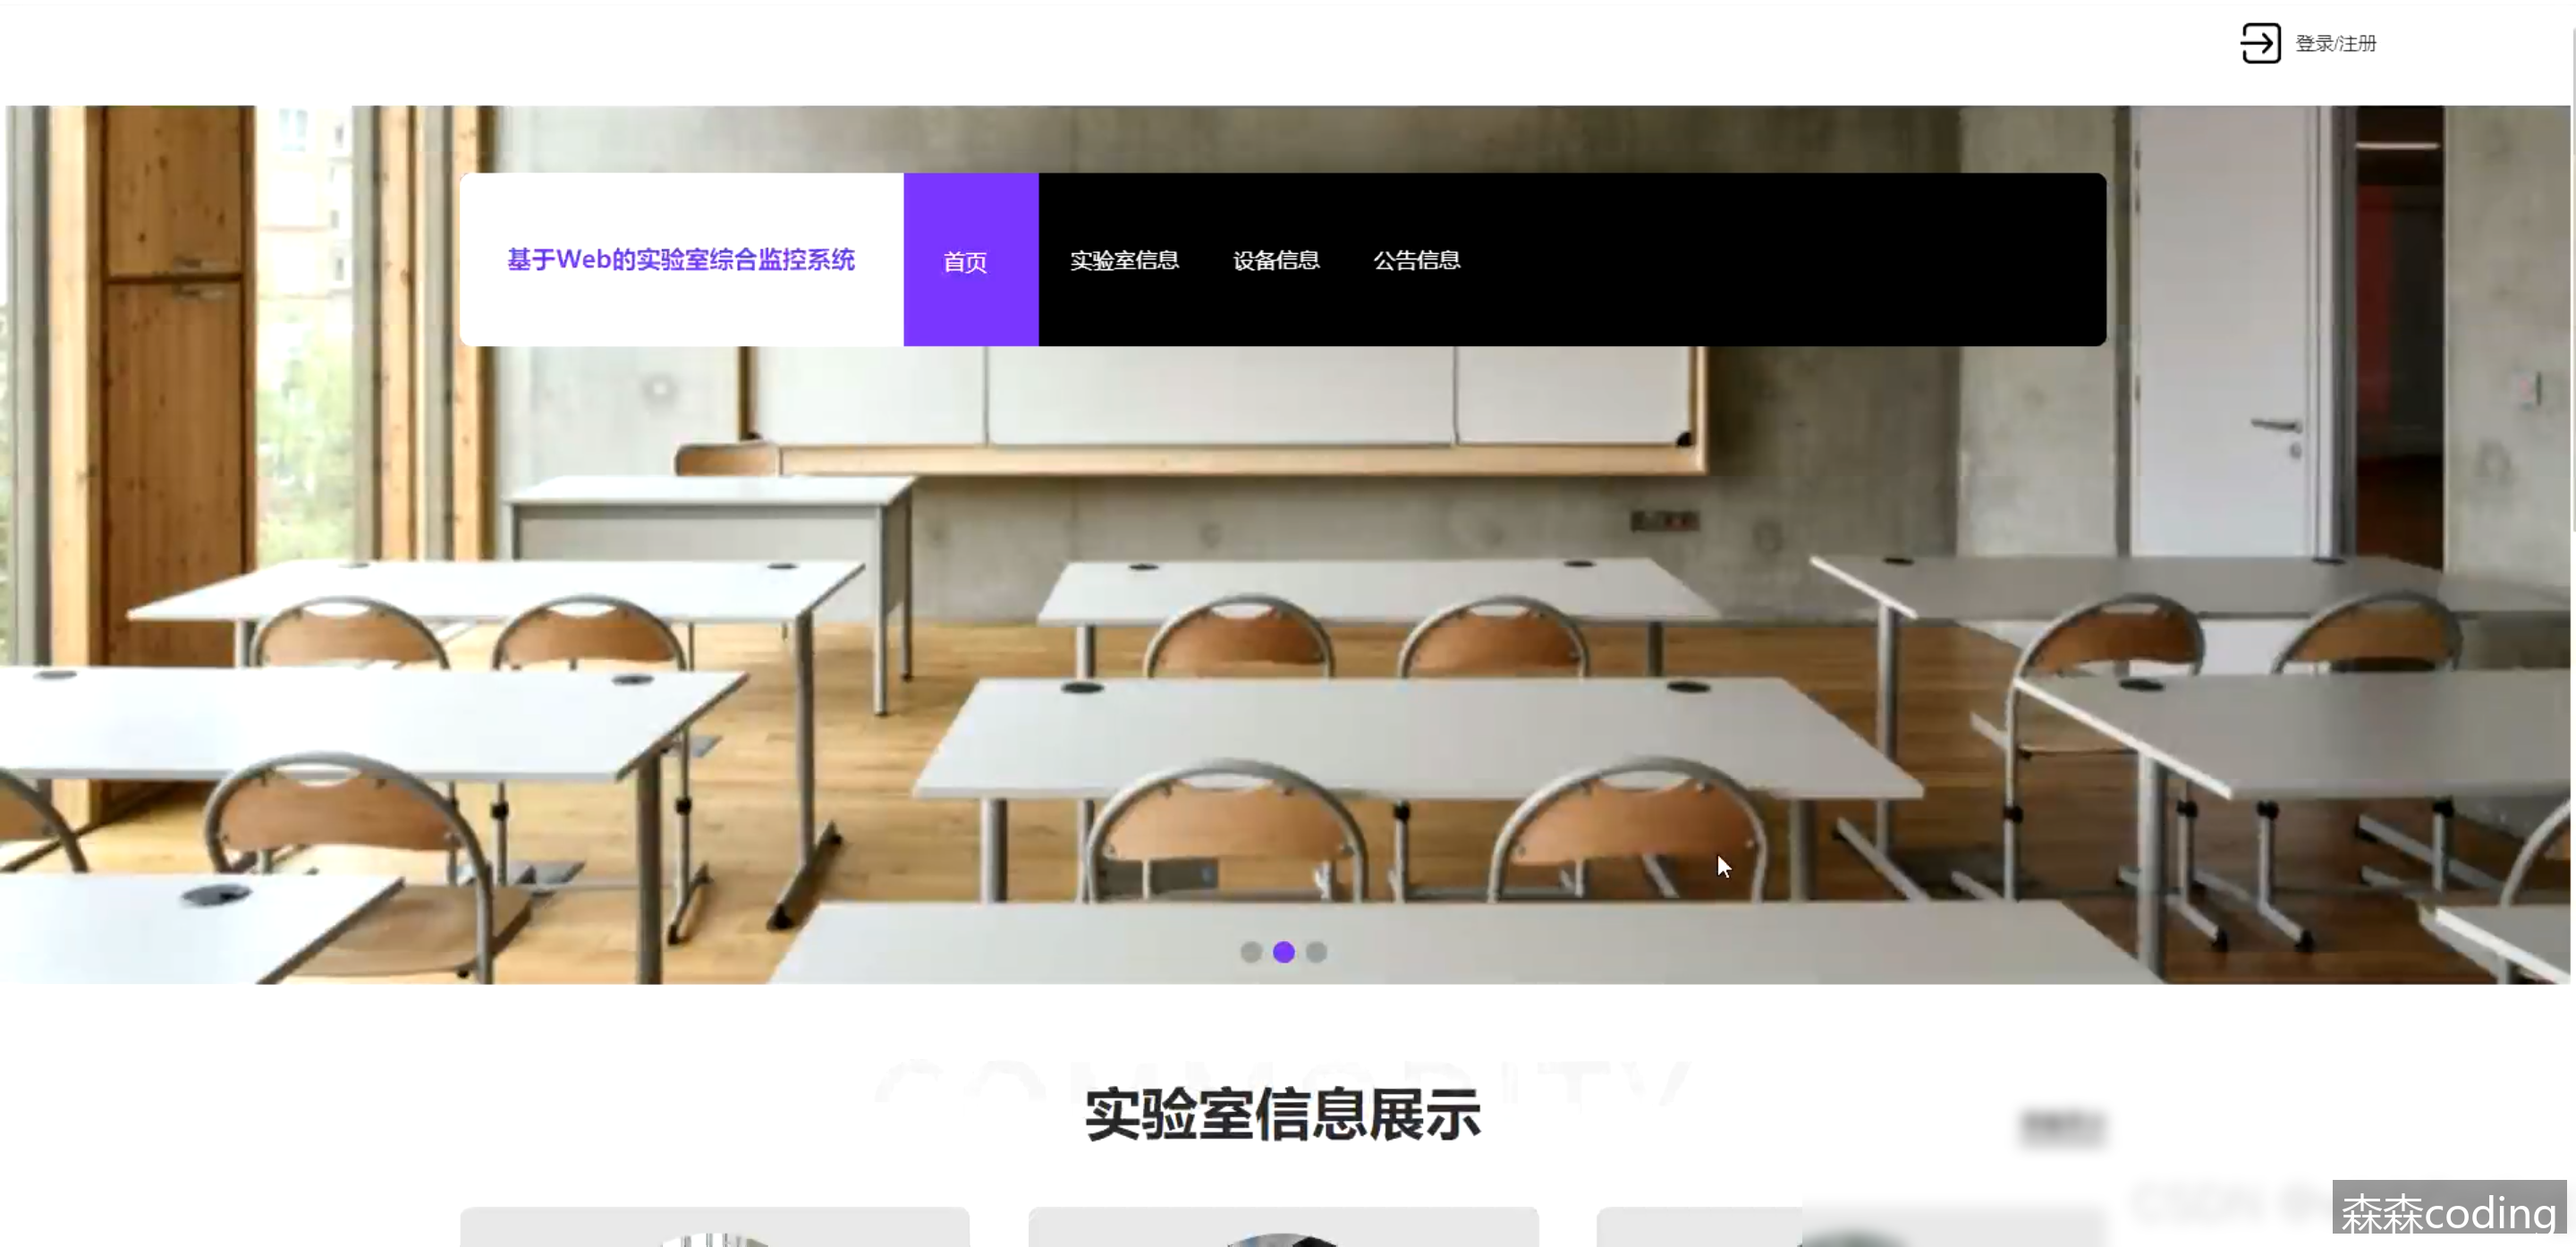 登录/注册
基于Web的实验室综合监控系统
首页
实验室信息
设备信息
公告信息
COMMODITY
实验室信息展示
CSDN
森森coding